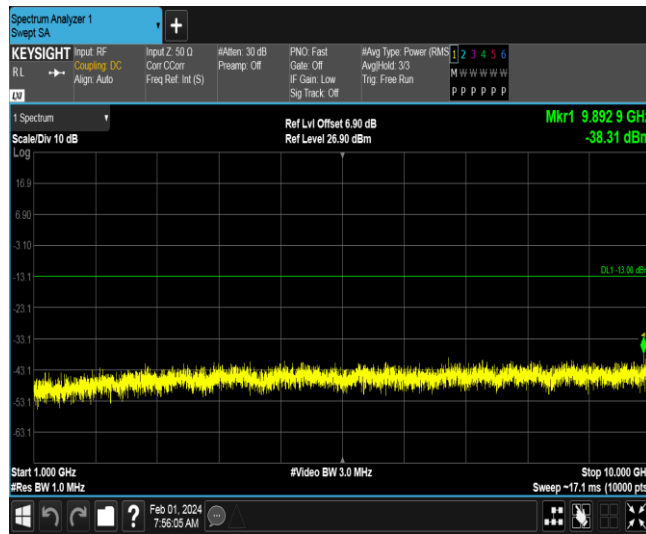 Spectrum Analyzer 1
Swept SA
KEYSIGHT
R L
LXI
Input: RF
Coupling: DC
Align: Auto
Input Z: 50 Ω
Corr CCorr
Freq Ref: Int (S)
#Atten: 30 dB
Preamp: Off
PNO: Fast
Gate: Off
IF Gain: Low
Sig Track: Off
#Avg Type: Power (RMS
Avg|Hold: 3/3
Trig: Free Run
1 2 3 4 5 6
M W W W W W
P P P P P P
1 Spectrum
Scale/Div 10 dB
Log
Ref Lvl Offset 6.90 dB
Ref Level 26.90 dBm
Mkr1 9.892 9 GHz
-38.31 dBm
16.9
6.90
-3.10
-13.1
-23.1
-33.1
-43.1
-53.1
-63.1
DL1 -13.00 dBm
1
Start 1.000 GHz
#Res BW 1.0 MHz
#Video BW 3.0 MHz
Stop 10.000 GHz
Sweep ~17.1 ms (10000 pts
?
Feb 01, 2024
7:56:05 AM